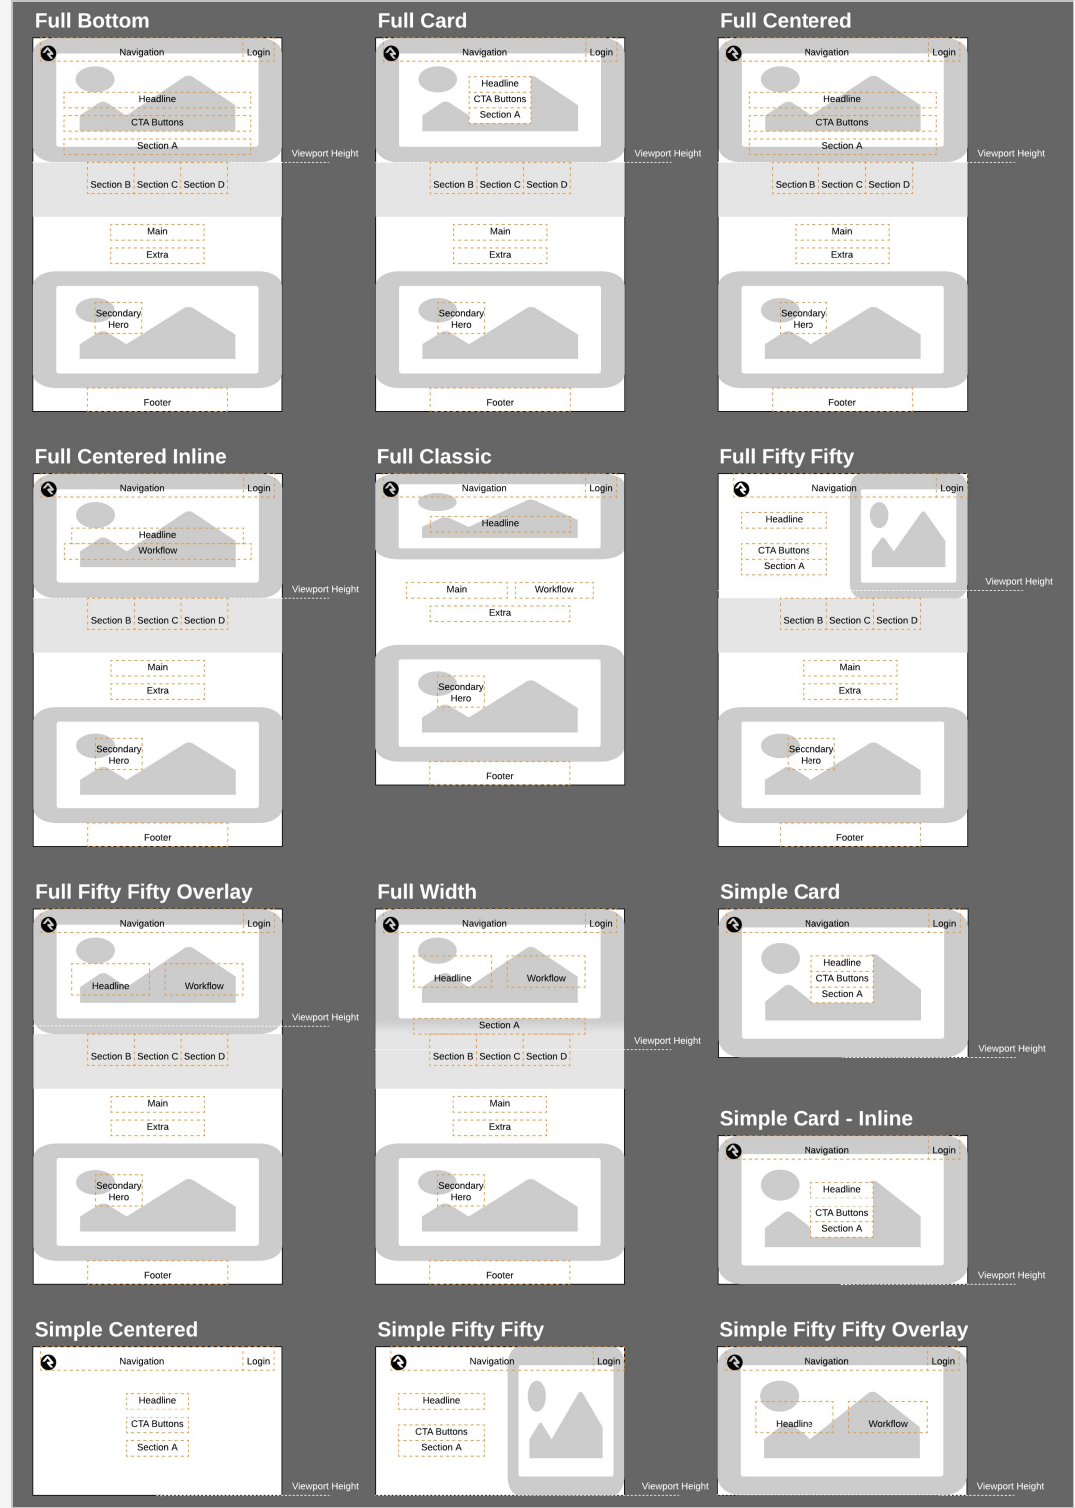 Full Bottom
Navigation
Login
Headline
CTA Buttons
Section A
Viewport Height
Section B
Section C
Section D
Main
Extra
Secondary
Hero
Footer
Full Card
Navigation
Login
Headline
CTA Buttons
Section A
Viewport Height
Section B
Section C
Section D
Main
Extra
Secondary
Hero
Footer
Full Centered
Navigation
Login
Headline
CTA Buttons
Section A
Viewport Height
Section B
Section C
Section D
Main
Extra
Secondary
Hero
Footer
Full Centered Inline
Navigation
Login
Headline
Workflow
Viewport Height
Section B
Section C
Section D
Main
Extra
Secondary
Hero
Footer
Full Classic
Navigation
Login
Headline
Main
Workflow
Extra
Secondary
Hero
Footer
Full Fifty Fifty
Navigation
Login
Headline
CTA Buttons
Section A
Viewport Height
Section B
Section C
Section D
Main
Extra
Secondary
Hero
Footer
Full Fifty Fifty Overlay
Navigation
Login
Headline
Workflow
Viewport Height
Section B
Section C
Section D
Main
Extra
Secondary
Hero
Footer
Full Width
Navigation
Login
Headline
Workflow
Section A
Viewport Height
Section B
Section C
Section D
Main
Extra
Secondary
Hero
Footer
Simple Card
Navigation
Login
Headline
CTA Buttons
Section A
Viewport Height
Simple Card - Inline
Navigation
Login
Headline
CTA Buttons
Section A
Viewport Height
Simple Centered
Navigation
Login
Headline
CTA Buttons
Section A
Viewport Height
Simple Fifty Fifty
Navigation
Login
Headline
CTA Buttons
Section A
Viewport Height
Simple Fifty Fifty Overlay
Navigation
Login
Headline
Workflow
Viewport Height